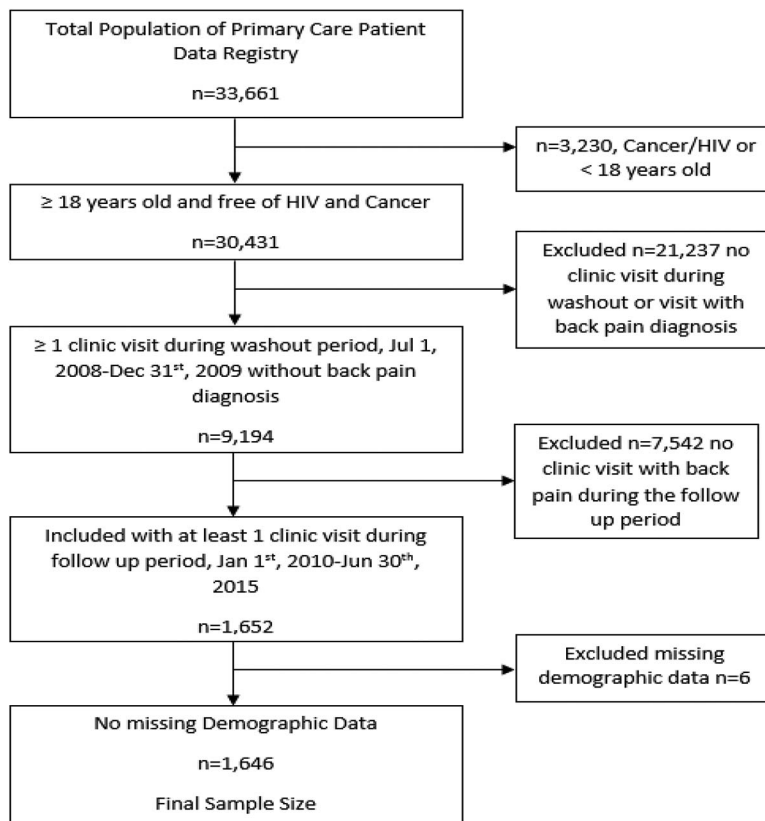 Total Population of Primary Care Patient
Data Registry
n=33,661
n=3,230, Cancer/HIV or
< 18 years old
≥ 18 years old and free of HIV and Cancer
n=30,431
Excluded n=21,237 no
clinic visit during
washout or visit with
back pain diagnosis
≥ 1 clinic visit during washout period, Jul 1,
2008-Dec 31st, 2009 without back pain
diagnosis
n=9,194
Excluded n=7,542 no
clinic visit with back
pain during the follow
up period
Included with at least 1 clinic visit during
follow up period, Jan 1st, 2010-Jun 30th,
2015
n=1,652
Excluded missing
demographic data n=6
No missing Demographic Data
n=1,646
Final Sample Size